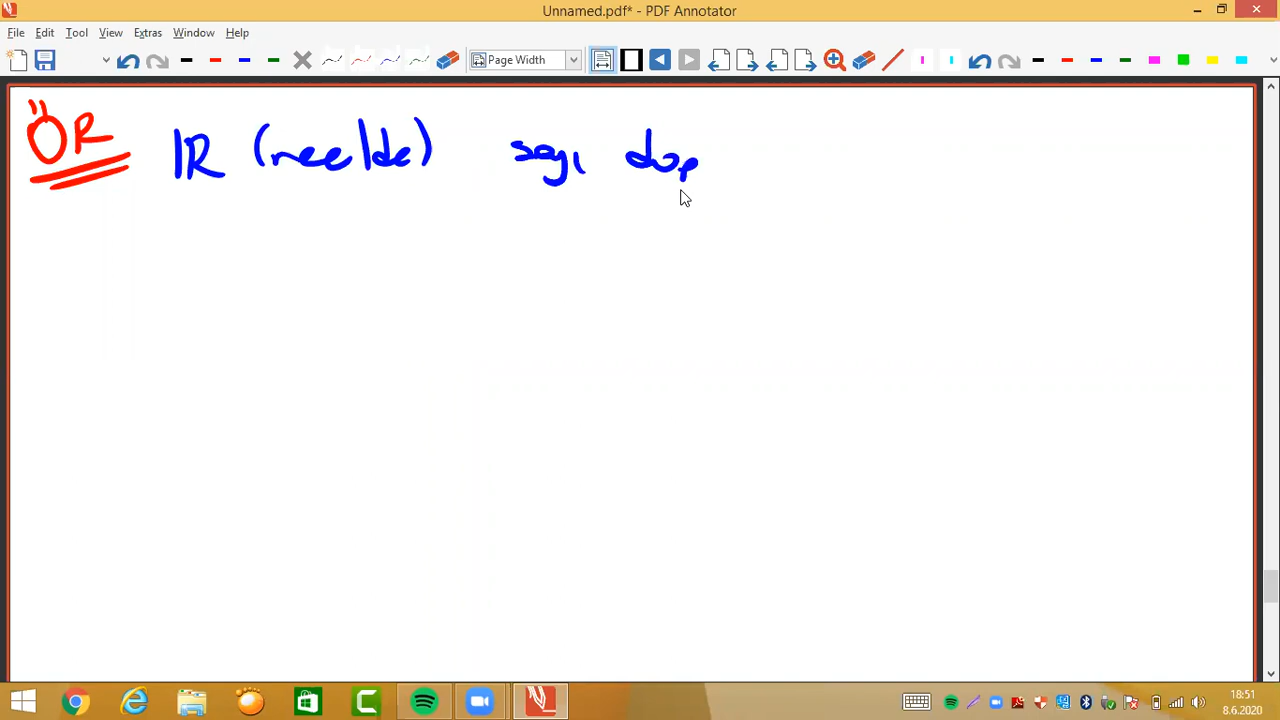 Unnamed.pdf* - PDF Annotator
File Edit Tool View Extras Window Help
Page Width
ÖR IR (reelde) sayı
18:51
8.6.2020